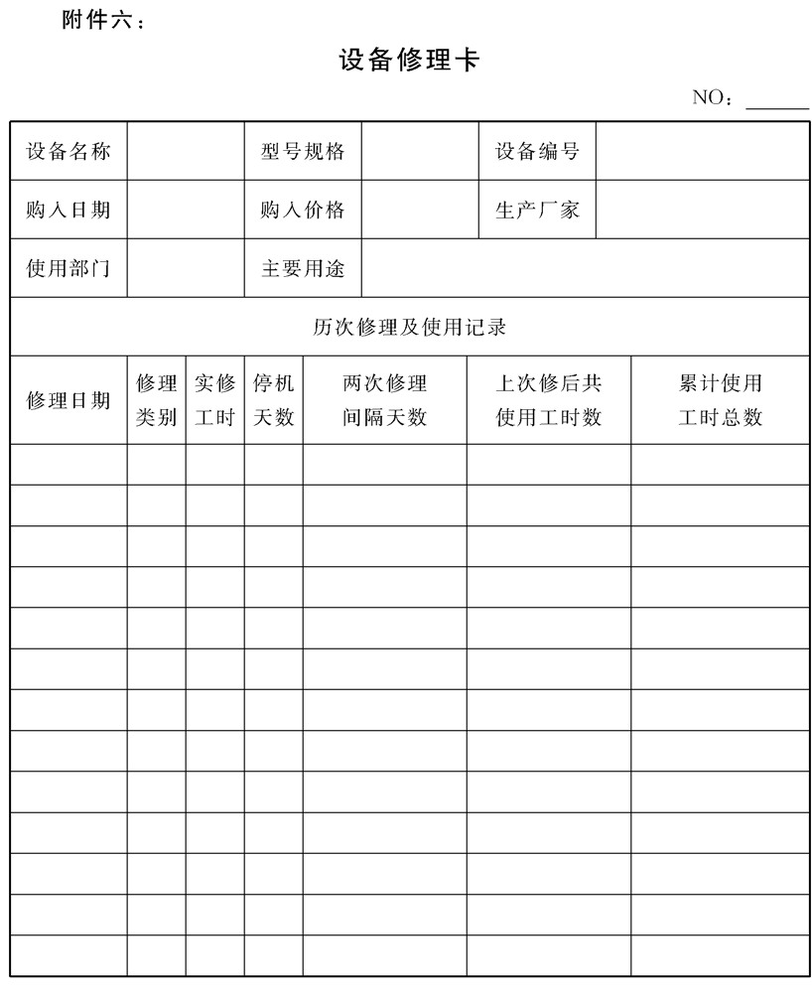 附件六：
设备修理卡
NO：______
设备名称 型号规格 设备编号
购入日期 购入价格 生产厂家
使用部门 主要用途
历次修理及使用记录
修理日期 修理类别 实修工时 停机天数 两次修理间隔天数 上次修后共使用工时数 累计使用工时总数